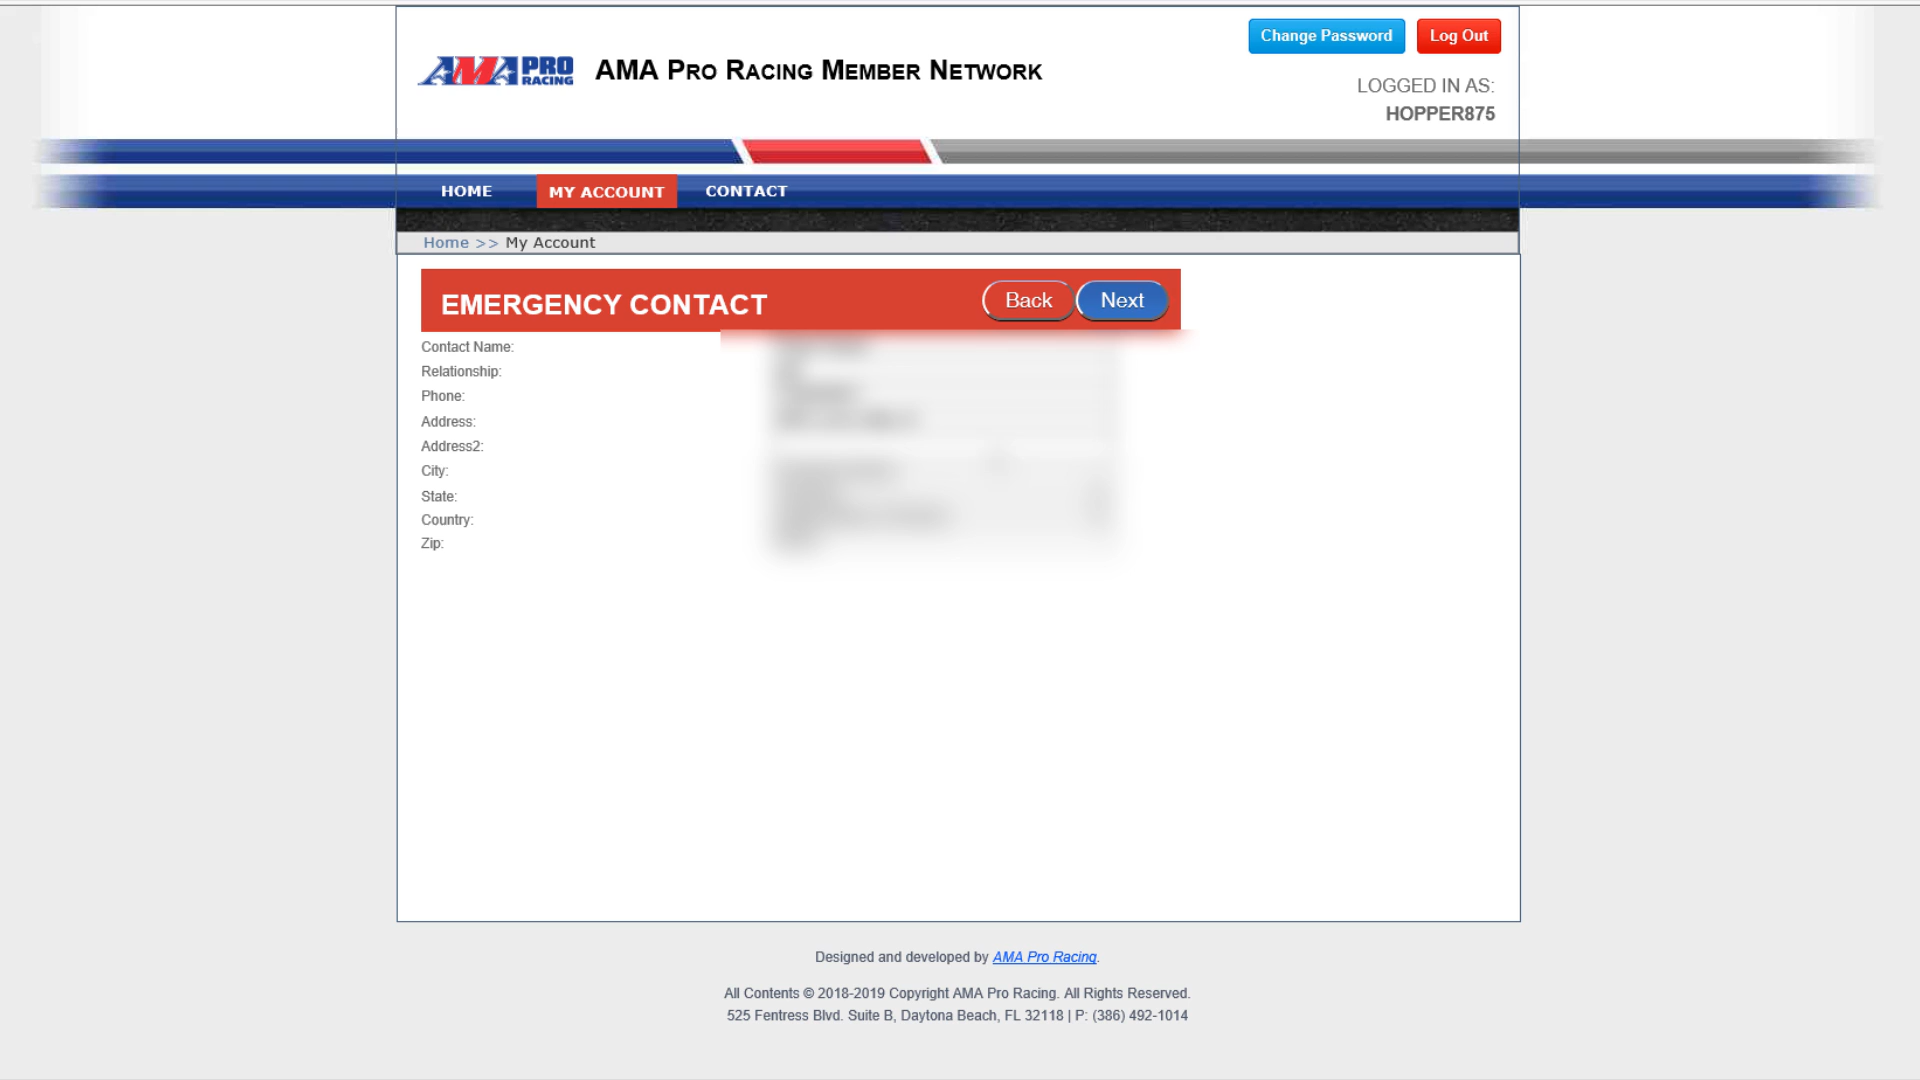 Change Password
Log Out
AMA PRO RACING
AMA PRO RACING MEMBER NETWORK
LOGGED IN AS:
HOPPER875
HOME
MY ACCOUNT
CONTACT
Home >> My Account
EMERGENCY CONTACT
Back
Next
Contact Name:
Relationship:
Phone:
Address:
Address2:
City:
State:
Country:
Zip:
Designed and developed by AMA Pro Racing.
All Contents © 2018-2019 Copyright AMA Pro Racing. All Rights Reserved.
525 Fentress Blvd. Suite B, Daytona Beach, FL 32118 | P: (386) 492-1014